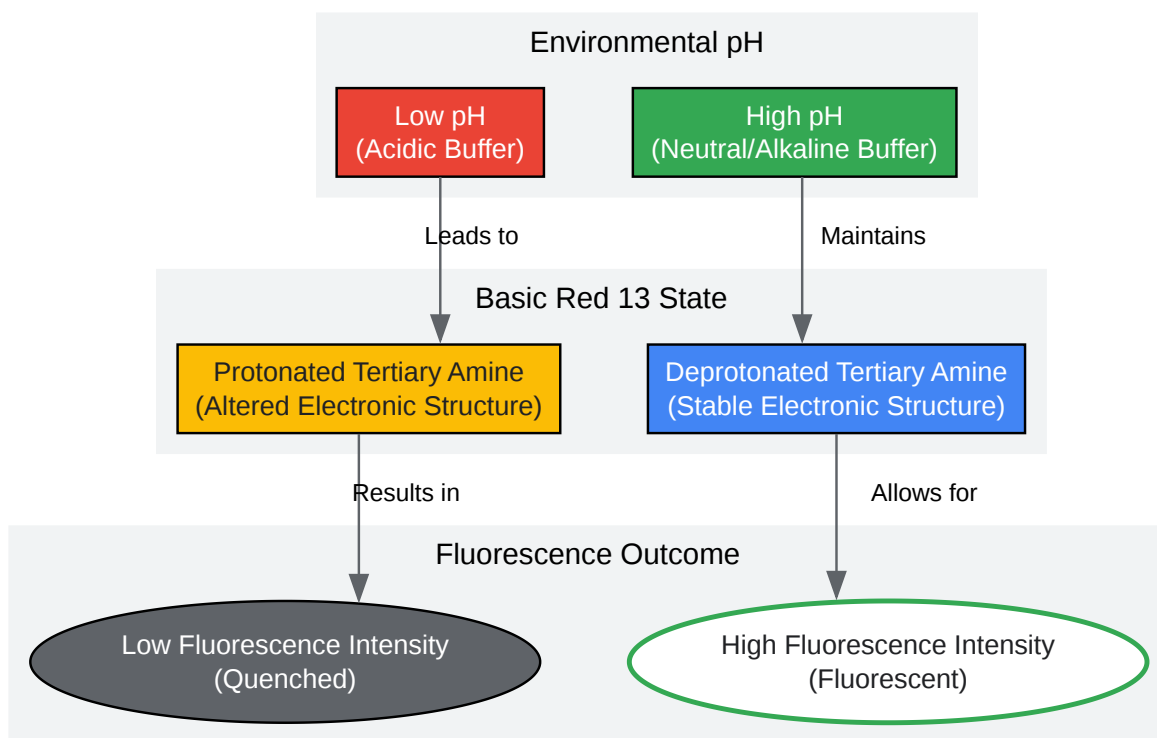 Environmental pH
Low pH
(Acidic Buffer)
High pH
(Neutral/Alkaline Buffer)
Leads to
Maintains
Basic Red 13 State
Protonated Tertiary Amine
(Altered Electronic Structure)
Deprotonated Tertiary Amine
(Stable Electronic Structure)
Results in
Allows for
Fluorescence Outcome
Low Fluorescence Intensity
(Quenched)
High Fluorescence Intensity
(Fluorescent)